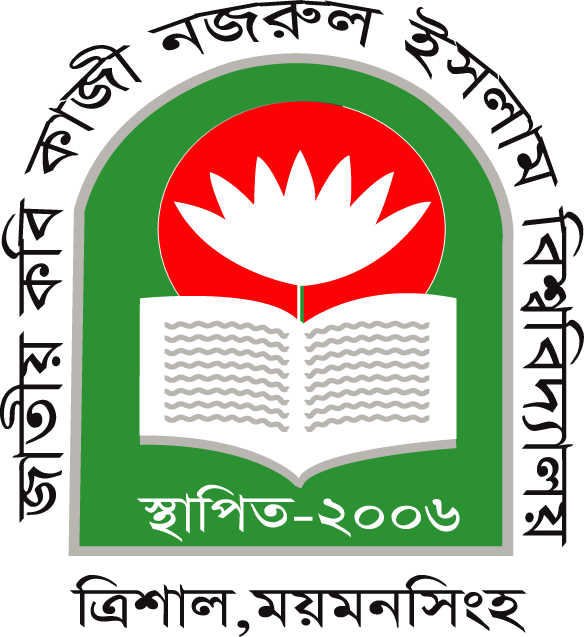 জাতীয় কবি কাজী নজরুল ইসলাম বিশ্ববিদ্যালয়
স্থাপিত-২০০৬
ত্রিশাল,ময়মনসিংহ